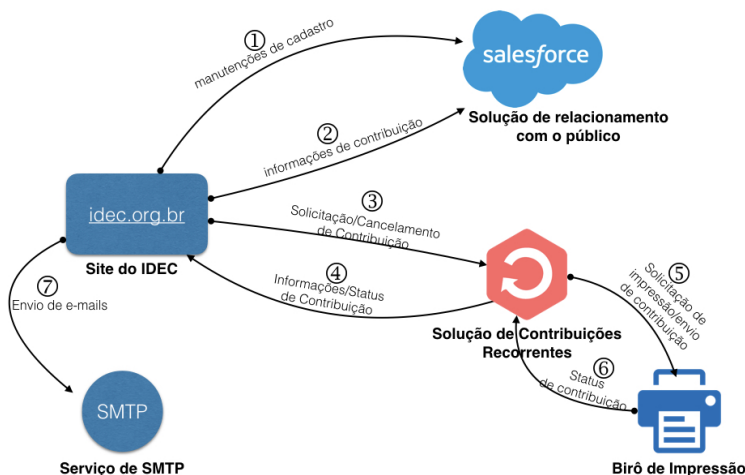 ①
manutenções de cadastro
salesforce
Solução de relacionamento
com o público
②
informações de contribuição
idec.org.br
Site do IDEC
③
Solicitação/Cancelamento
de Contribuição
④
Informações/Status
de Contribuição
Solução de Contribuições
Recorrentes
⑤
Solicitação de
impressão/envio
de contribuição
⑥
Status
de contribuição
Birô de Impressão
⑦
Envio de e-mails
SMTP
Serviço de SMTP